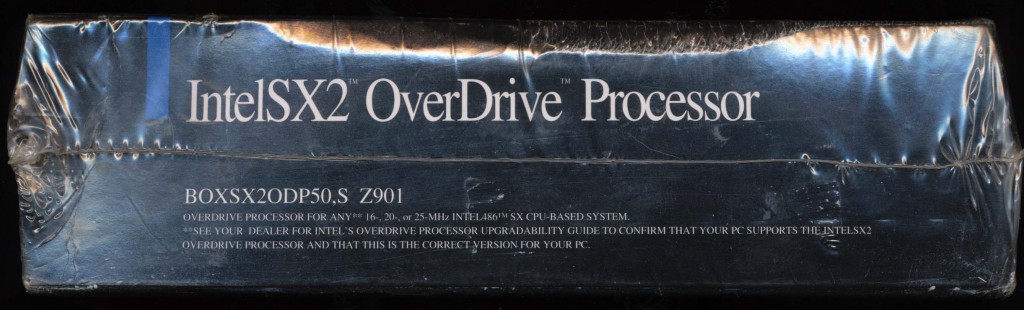 IntelSX2™ OverDrive™ Processor
BOXSX2ODP50,S Z901
OVERDRIVE PROCESSOR FOR ANY** 16-, 20-, or 25-MHz INTEL486™ SX CPU-BASED SYSTEM.
**SEE YOUR DEALER FOR INTEL'S OVERDRIVE PROCESSOR UPGRADABILITY GUIDE TO CONFIRM THAT YOUR PC SUPPORTS THE INTELSX2
OVERDRIVE PROCESSOR AND THAT THIS IS THE CORRECT VERSION FOR YOUR PC.